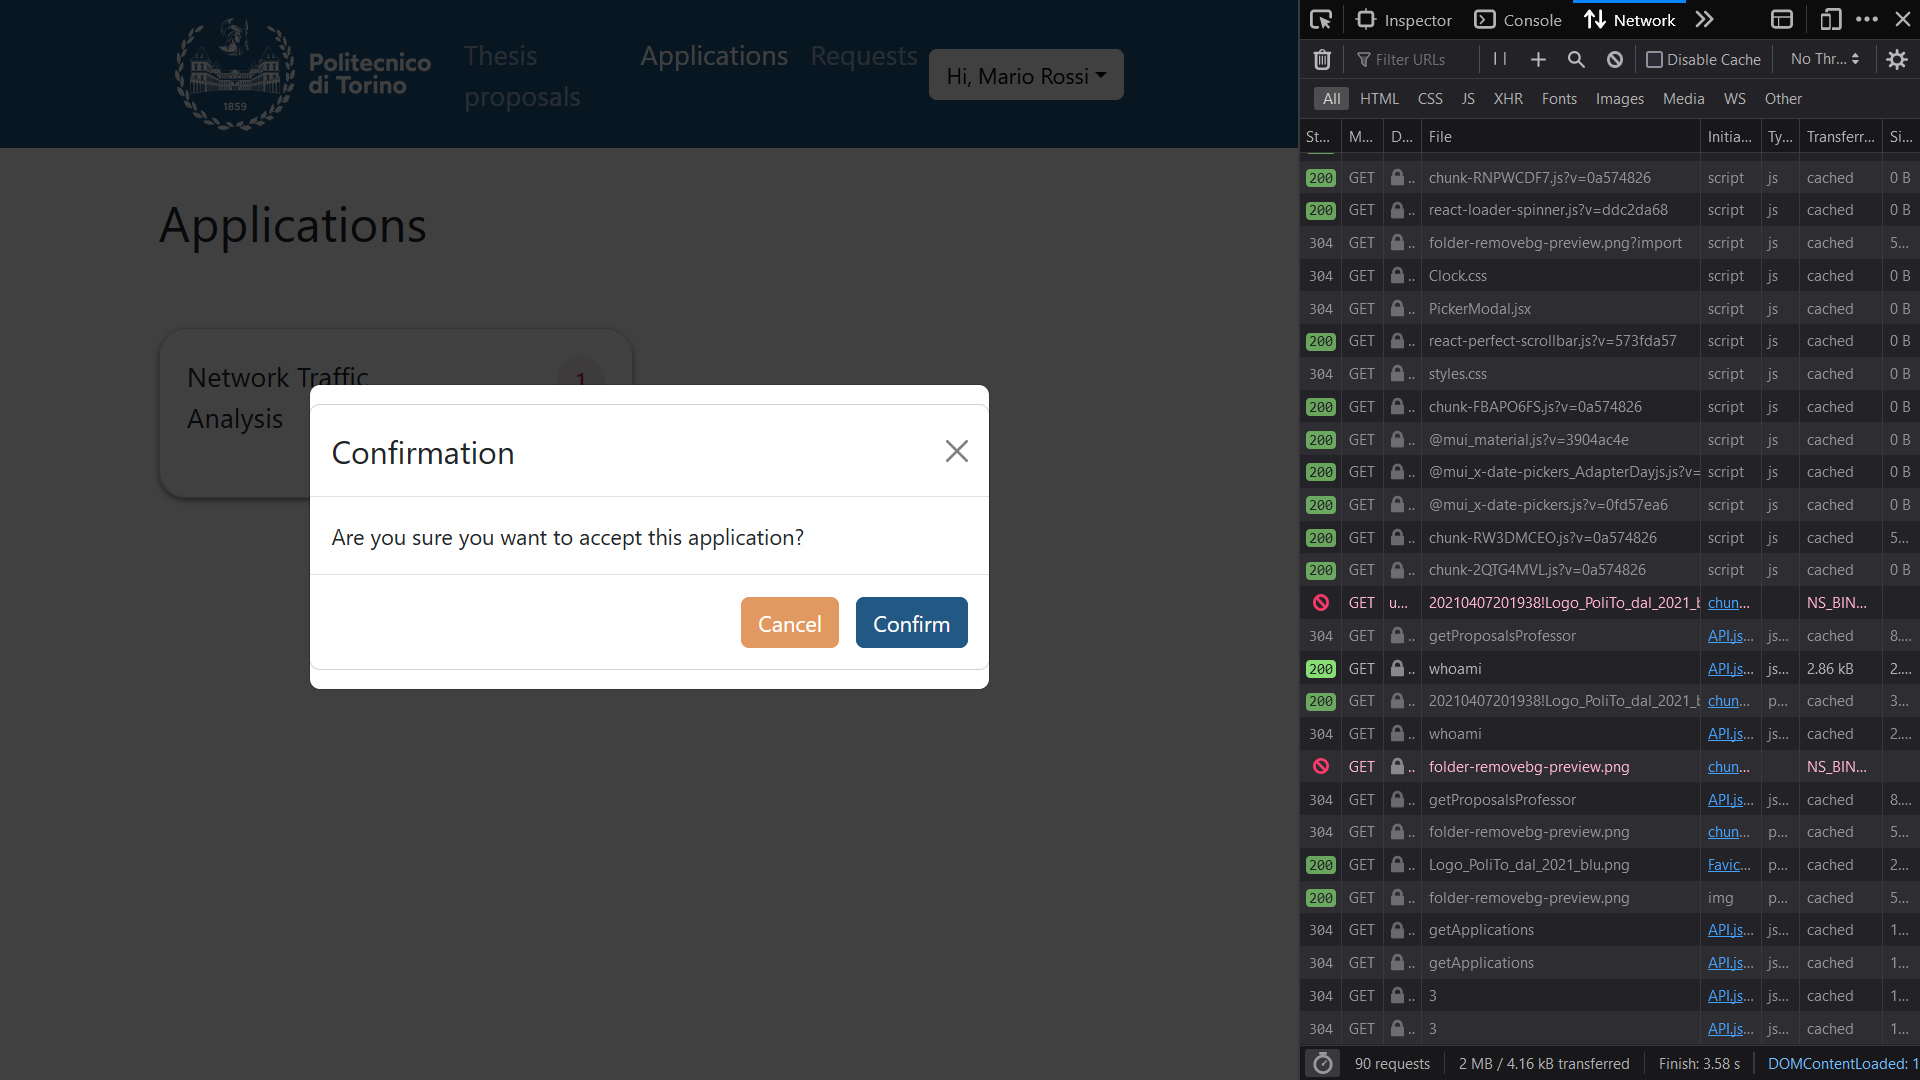 Politecnico
di Torino
1859
Thesis
proposals
Applications
Requests
Hi, Mario Rossi
Applications
Network Traffic
Analysis
1
Confirmation
Are you sure you want to accept this application?
Cancel
Confirm
Inspector
Console
Network
Filter URLs
Disable Cache
No Thr...
All HTML CSS JS XHR Fonts Images Media WS Other
St... M... D... File Initia... Ty... Transferr... Si...
200 GET .. chunk-RNPWCDF7.js?v=0a574826 script js cached 0 B
200 GET .. react-loader-spinner.js?v=ddc2da68 script js cached 0 B
304 GET .. folder-removebg-preview.png?import script js cached 5...
304 GET .. Clock.css script js cached 0 B
304 GET .. PickerModal.jsx script js cached 0 B
200 GET .. react-perfect-scrollbar.js?v=573fda57 script js cached 0 B
304 GET .. styles.css script js cached 0 B
200 GET .. chunk-FBAPO6FS.js?v=0a574826 script js cached 0 B
200 GET .. @mui_material.js?v=3904ac4e script js cached 0 B
200 GET .. @mui_x-date-pickers_AdapterDayjs.js?v= script js cached 0 B
200 GET .. @mui_x-date-pickers.js?v=0fd57ea6 script js cached 0 B
200 GET .. chunk-RW3DMCEO.js?v=0a574826 script js cached 5...
200 GET .. chunk-2QTG4MVL.js?v=0a574826 script js cached 0 B
GET u... 20210407201938!Logo_PoliTo_dal_2021_b chun... NS_BIN...
304 GET .. getProposalsProfessor API.js... js... cached 8....
200 GET .. whoami API.js... js... 2.86 kB 2....
200 GET .. 20210407201938!Logo_PoliTo_dal_2021_b chun... p... cached 3...
304 GET .. whoami API.js... js... cached 2....
GET .. folder-removebg-preview.png chun... NS_BIN...
304 GET .. getProposalsProfessor API.js... js... cached 8....
304 GET .. folder-removebg-preview.png chun... p... cached 5...
200 GET .. Logo_PoliTo_dal_2021_blu.png Favic... p... cached 2...
200 GET .. folder-removebg-preview.png img p... cached 5...
304 GET .. getApplications API.js... js... cached 1...
304 GET .. getApplications API.js... js... cached 1...
304 GET .. 3 API.js... js... cached 1...
304 GET .. 3 API.js... js... cached 1...
90 requests 2 MB / 4.16 kB transferred Finish: 3.58 s DOMContentLoaded: 1